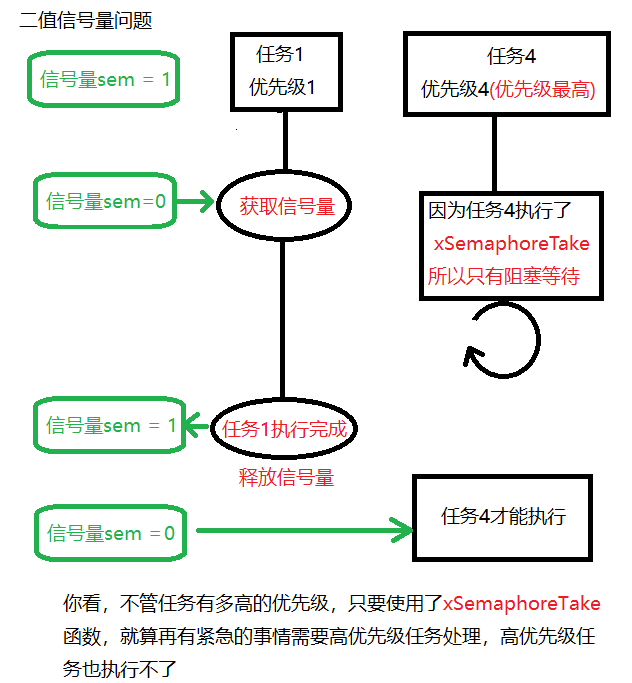 二值信号量问题
信号量sem = 1
任务1
优先级1
任务4
优先级4(优先级最高)
信号量sem=0
获取信号量
因为任务4执行了
xSemaphoreTake
所以只有阻塞等待
信号量sem = 1
任务1执行完成
释放信号量
信号量sem =0
任务4才能执行
你看，不管任务有多高的优先级，只要使用了xSemaphoreTake
函数，就算再有紧急的事情需要高优先级任务处理，高优先级任
务也执行不了